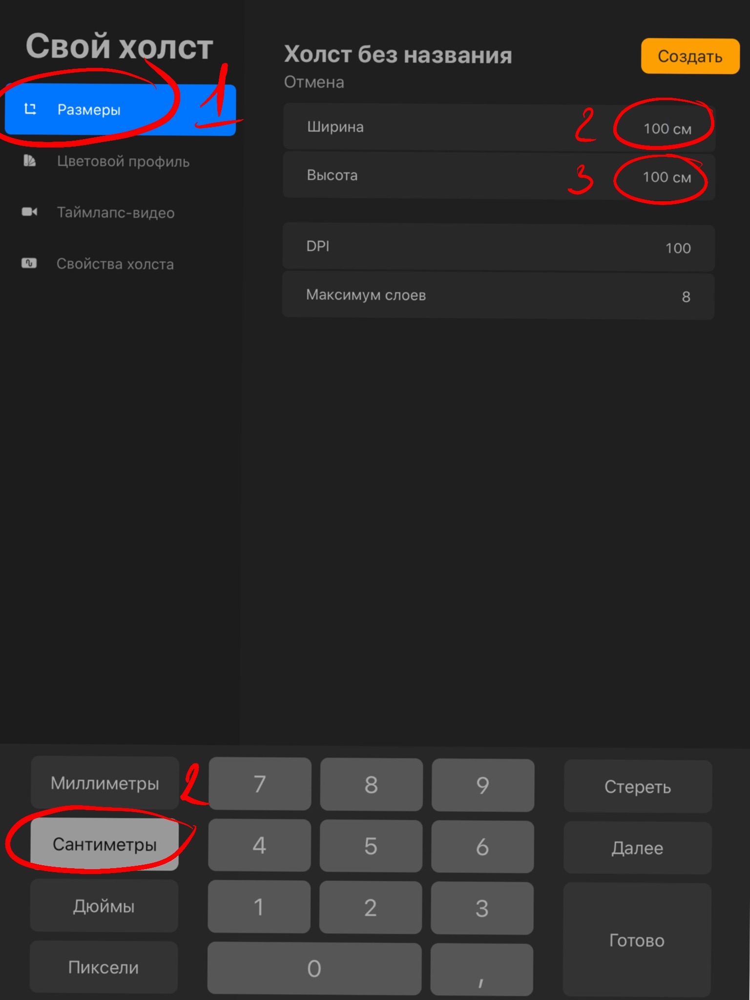 Свой холст
1
Размеры
Цветовой профиль
Таймлапс-видео
Свойства холста
Холст без названия
Отмена
Создать
Ширина 2 100 см
Высота 3 100 см
DPI 100
Максимум слоев 8
Миллиметры 2 7 8 9 Стереть
Сантиметры 4 5 6 Далее
Дюймы 1 2 3
Готово
Пиксели 0 ,